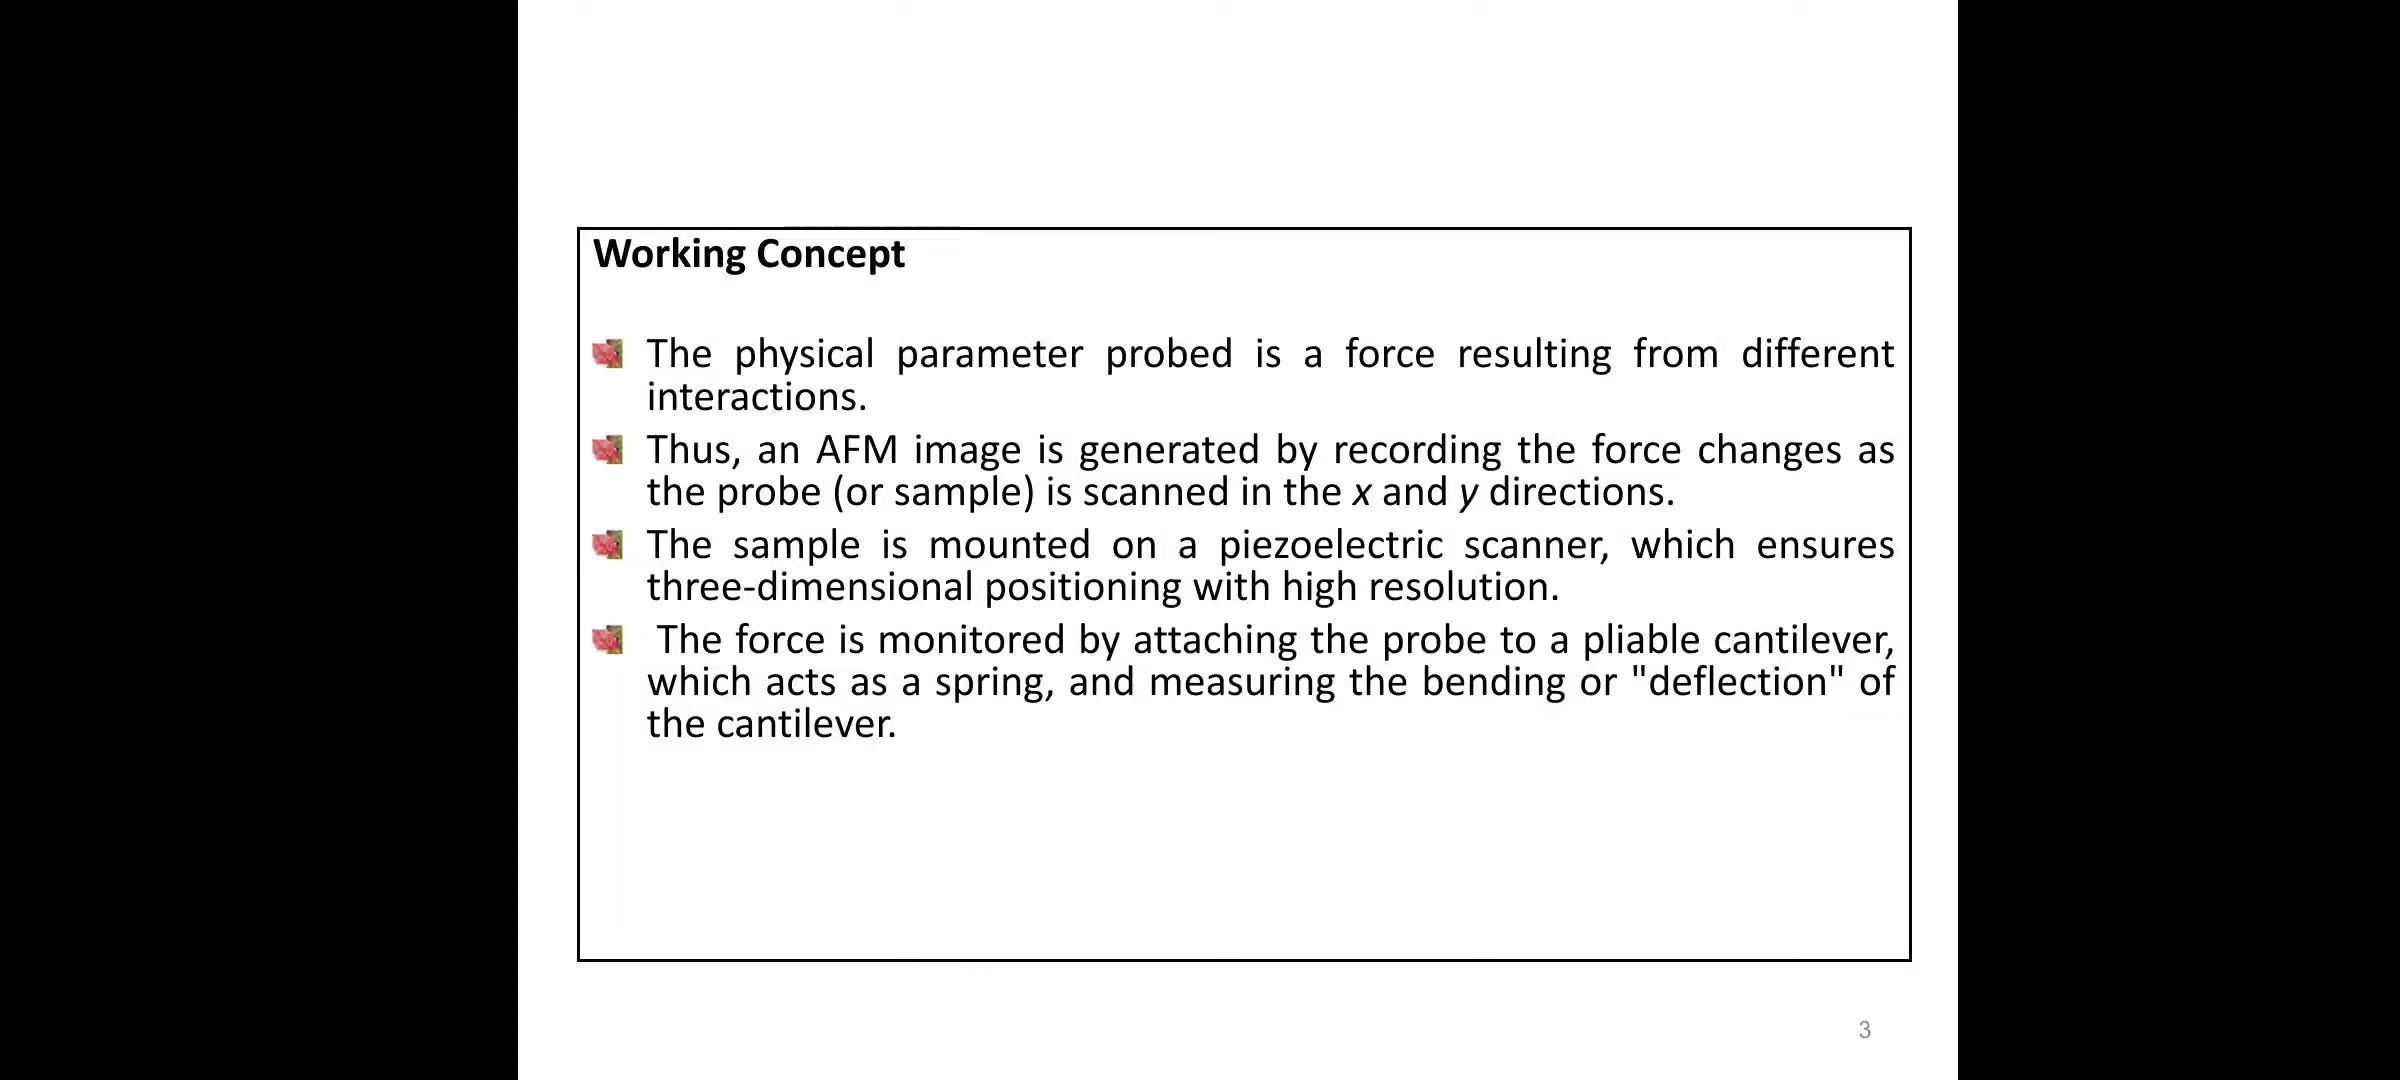 Working Concept
The physical parameter probed is a force resulting from different
interactions.
Thus, an AFM image is generated by recording the force changes as
the probe (or sample) is scanned in the x and y directions.
The sample is mounted on a piezoelectric scanner, which ensures
three-dimensional positioning with high resolution.
The force is monitored by attaching the probe to a pliable cantilever,
which acts as a spring, and measuring the bending or "deflection" of
the cantilever.
3